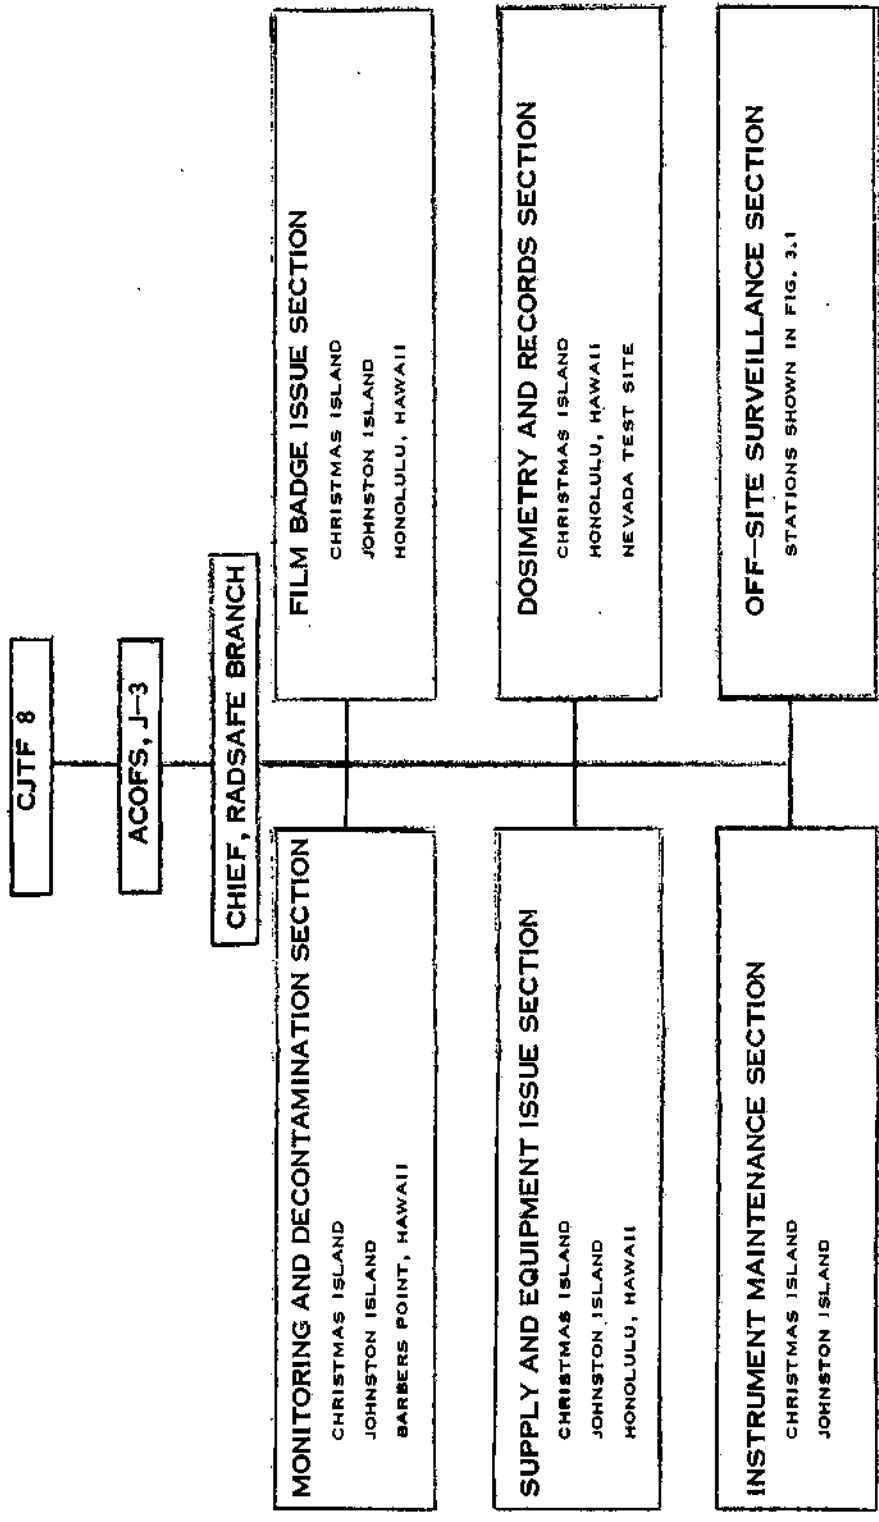 CJTF 8
ACOFS, J-3
CHIEF, RADSAFE BRANCH
MONITORING AND DECONTAMINATION SECTION
CHRISTMAS ISLAND
JOHNSTON ISLAND
BARBERS POINT, HAWAII
FILM BADGE ISSUE SECTION
CHRISTMAS ISLAND
JOHNSTON ISLAND
HONOLULU, HAWAII
SUPPLY AND EQUIPMENT ISSUE SECTION
CHRISTMAS ISLAND
JOHNSTON ISLAND
HONOLULU, HAWAII
DOSIMETRY AND RECORDS SECTION
CHRISTMAS ISLAND
HONOLULU, HAWAII
NEVADA TEST SITE
INSTRUMENT MAINTENANCE SECTION
CHRISTMAS ISLAND
JOHNSTON ISLAND
OFF-SITE SURVEILLANCE SECTION
STATIONS SHOWN IN FIG. 3.1